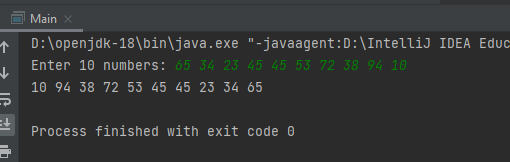 Main
D:\openjdk-18\bin\java.exe "-javaagent:D:\IntelliJ IDEA Educ
Enter 10 numbers: 65 34 23 45 45 53 72 38 94 10
10 94 38 72 53 45 45 23 34 65
Process finished with exit code 0